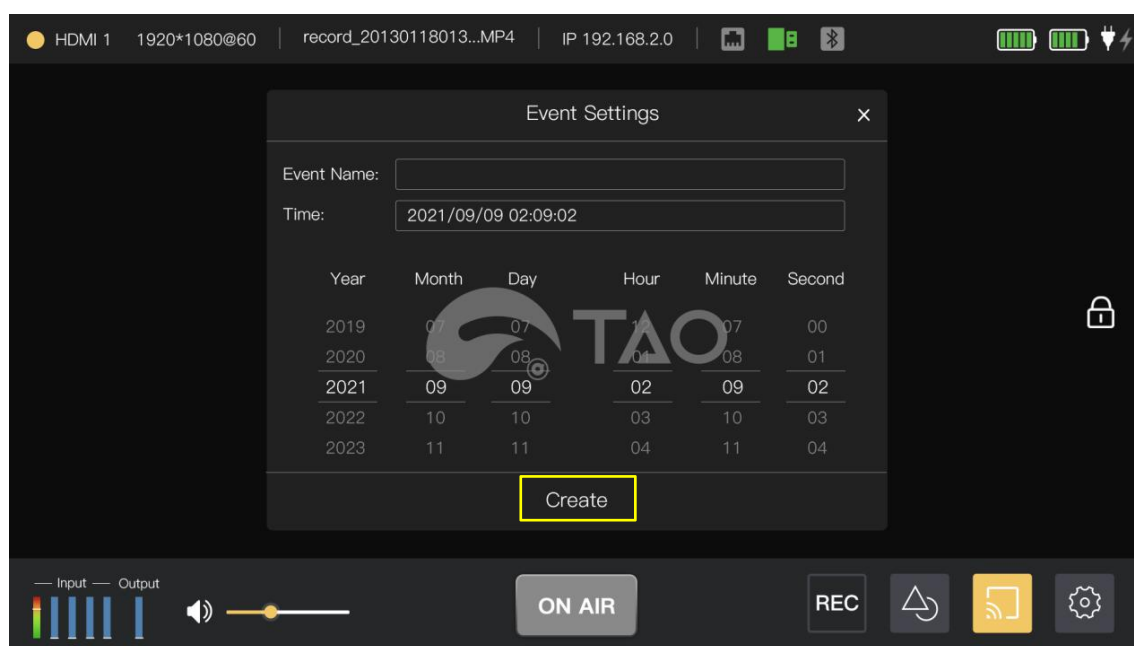 HDMI 1 1920*1080@60 record_20130118013...MP4 IP 192.168.2.0
Event Settings x
Event Name:
Time: 2021/09/09 02:09:02
Year Month Day Hour Minute Second
2019 07 07 12 07 00
2020 08 08 01 08 01
2021 09 09 02 09 02
2022 10 10 03 10 03
2023 11 11 04 11 04
TAO
Create
Input Output
ON AIR REC